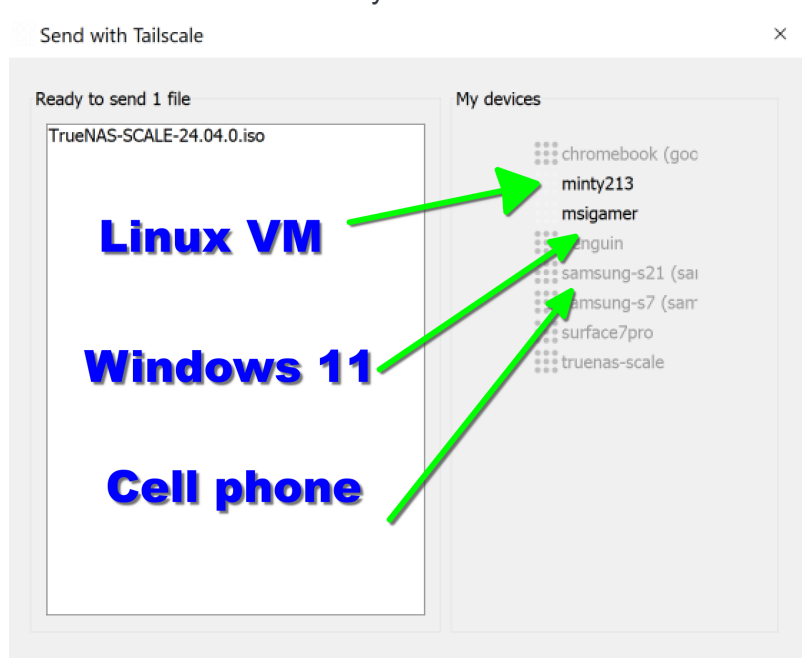 Send with Tailscale
Ready to send 1 file
TrueNAS-SCALE-24.04.0.iso
Linux VM
Windows 11
Cell phone
My devices
chromebook (goo
minty213
msigamer
enguin
samsung-s21 (sa
amsung-s7 (sam
surface7pro
truenas-scale